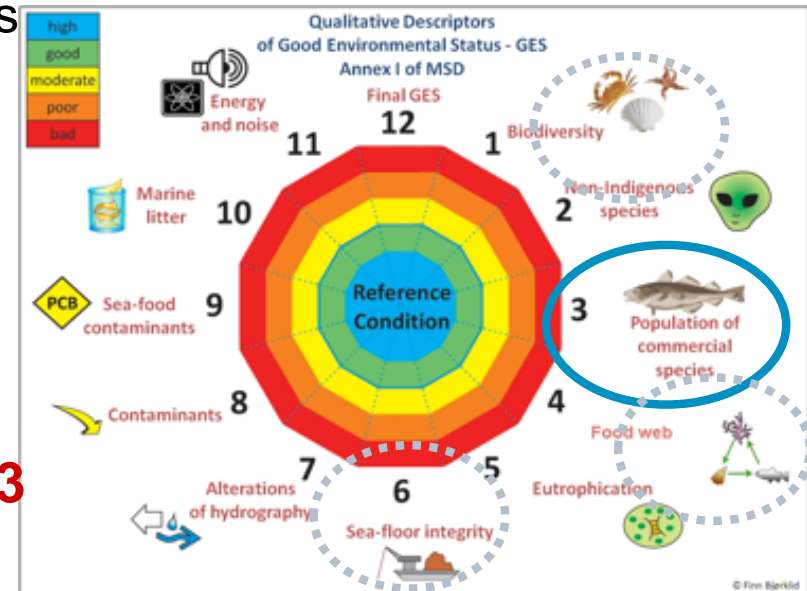 s
high
good
moderate
poor
bad
Qualitative Descriptors
of Good Environmental Status - GES
Annex I of MSD
Final GES
12
1
Biodiversity
2
Non-Indigenous
species
3
Population of
commercial
species
4
Food web
5
Eutrophication
6
Sea-floor integrity
7
Alterations
of hydrography
8
Contaminants
9
PCB
Sea-food
contaminants
10
Marine
litter
11
Energy
and noise
Reference
Condition
3
© Finn Bjørklid